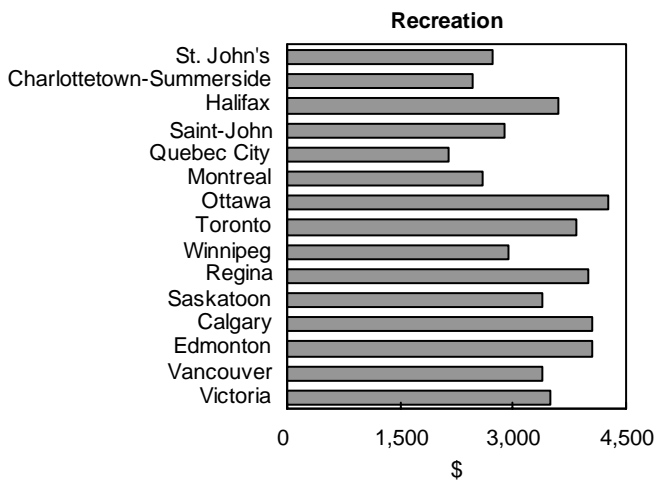 Recreation
St. John's
Charlottetown-Summerside
Halifax
Saint-John
Quebec City
Montreal
Ottawa
Toronto
Winnipeg
Regina
Saskatoon
Calgary
Edmonton
Vancouver
Victoria
0 1,500 3,000 4,500
$